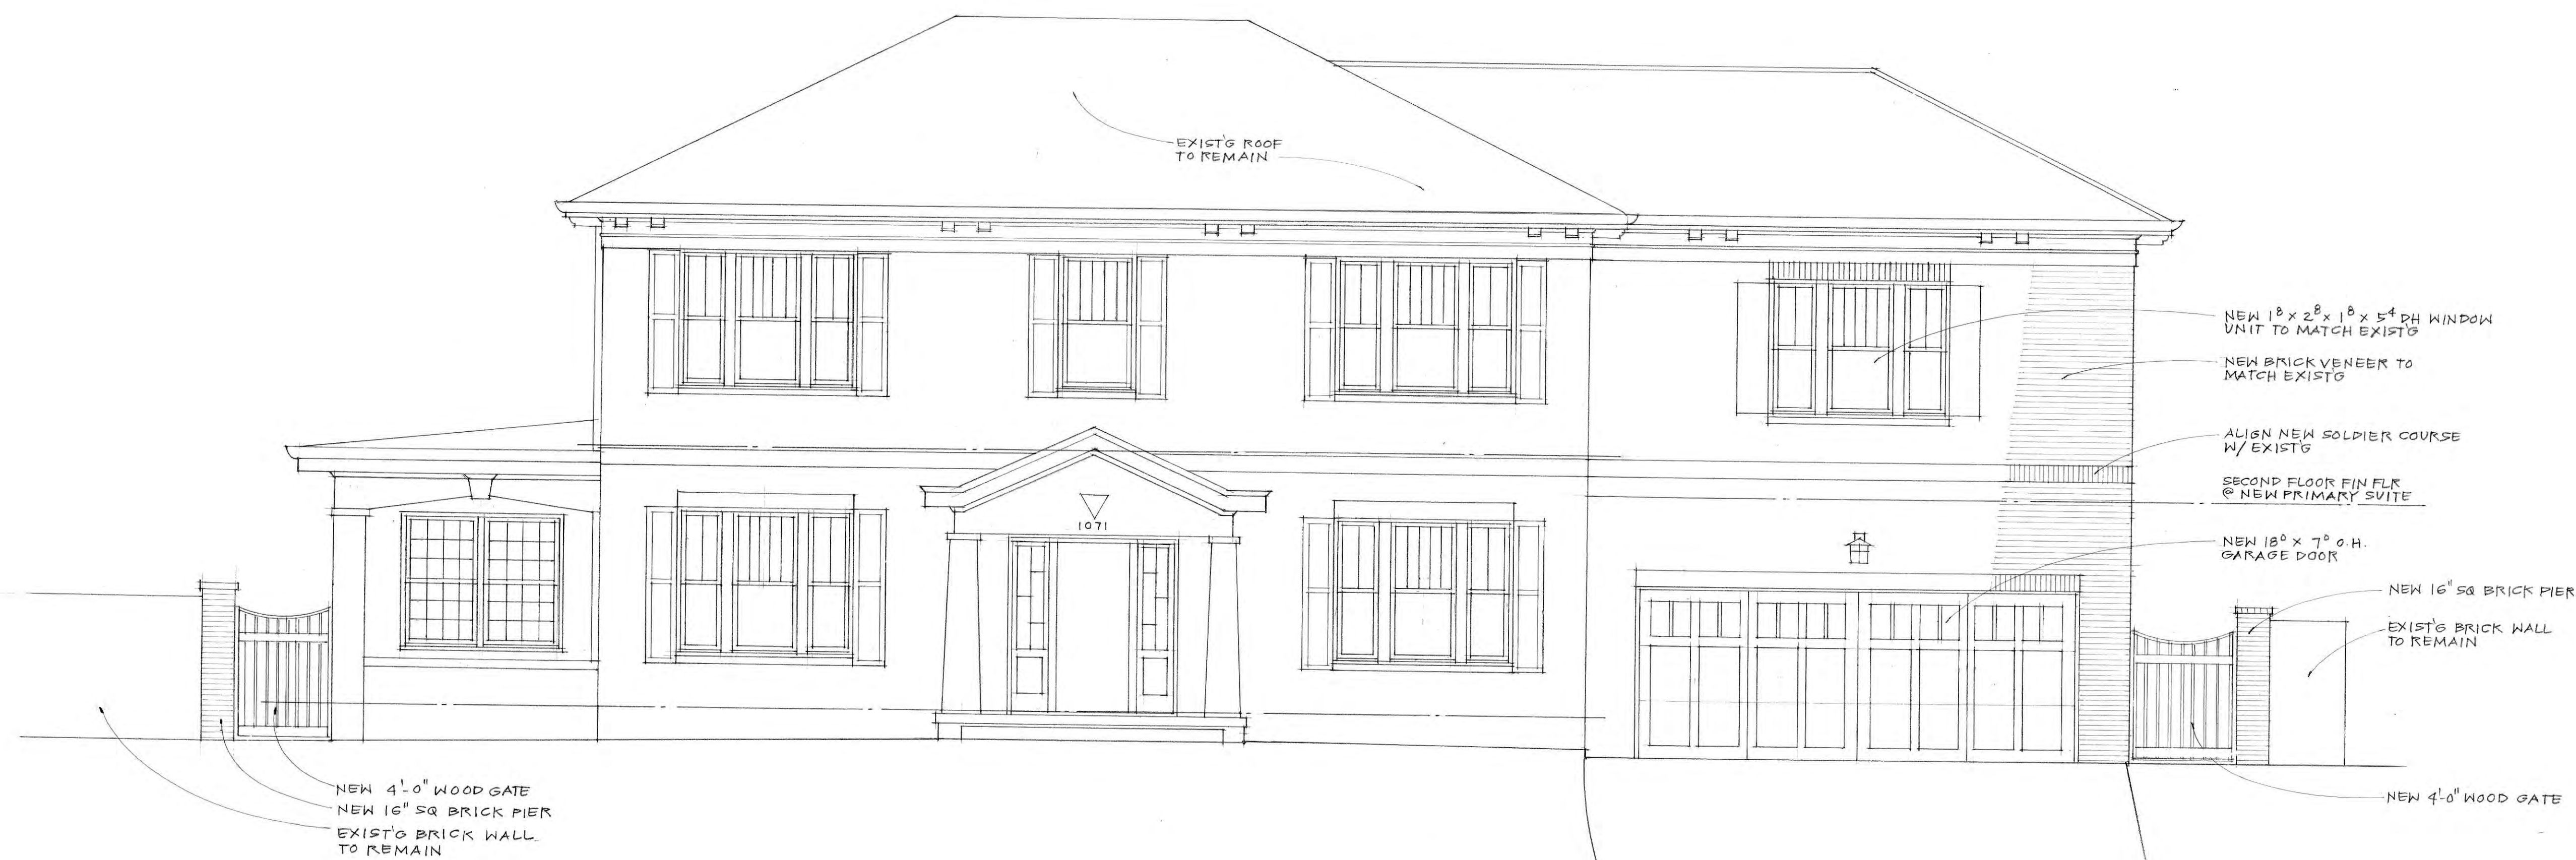 EXIST'G ROOF
TO REMAIN
NEW 1⁸ x 2⁸ x 1⁸ x 5⁴ DH WINDOW
UNIT TO MATCH EXIST'G
NEW BRICK VENEER TO
MATCH EXIST'G
ALIGN NEW SOLDIER COURSE
W/ EXIST'G
SECOND FLOOR FIN FLR
@ NEW PRIMARY SUITE
1071
NEW 18⁰ x 7⁰ O.H.
GARAGE DOOR
NEW 16" SQ BRICK PIER
EXIST'G BRICK WALL
TO REMAIN
NEW 4'-0" WOOD GATE
NEW 16" SQ BRICK PIER
EXIST'G BRICK WALL
TO REMAIN
NEW 4'-0" WOOD GATE